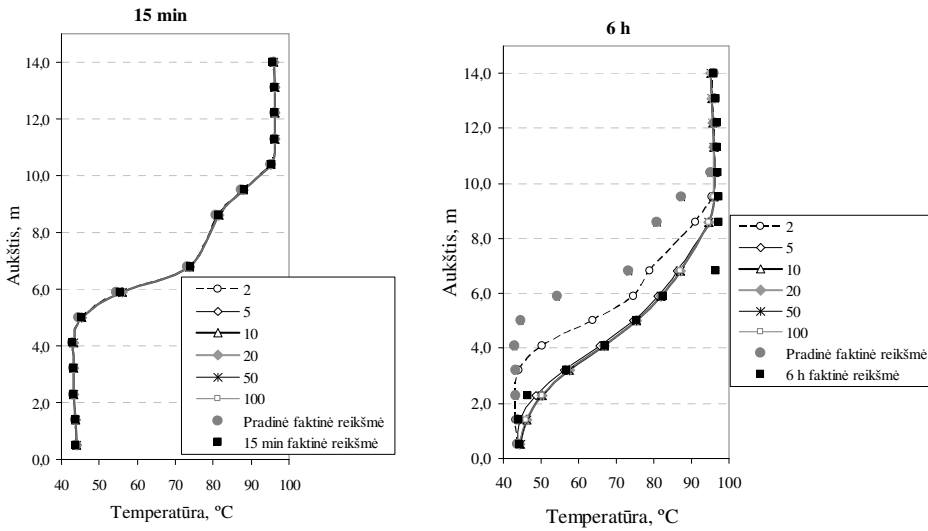 15 min
Aukštis, m
14,0
12,0
10,0
8,0
6,0
4,0
2,0
0,0
40 50 60 70 80 90 100
Temperatūra, ºC
2
5
10
20
50
100
Pradinė faktinė reikšmė
15 min faktinė reikšmė
6 h
Aukštis, m
14,0
12,0
10,0
8,0
6,0
4,0
2,0
0,0
40 50 60 70 80 90 100
Temperatūra, ºC
2
5
10
20
50
100
Pradinė faktinė reikšmė
6 h faktinė reikšmė